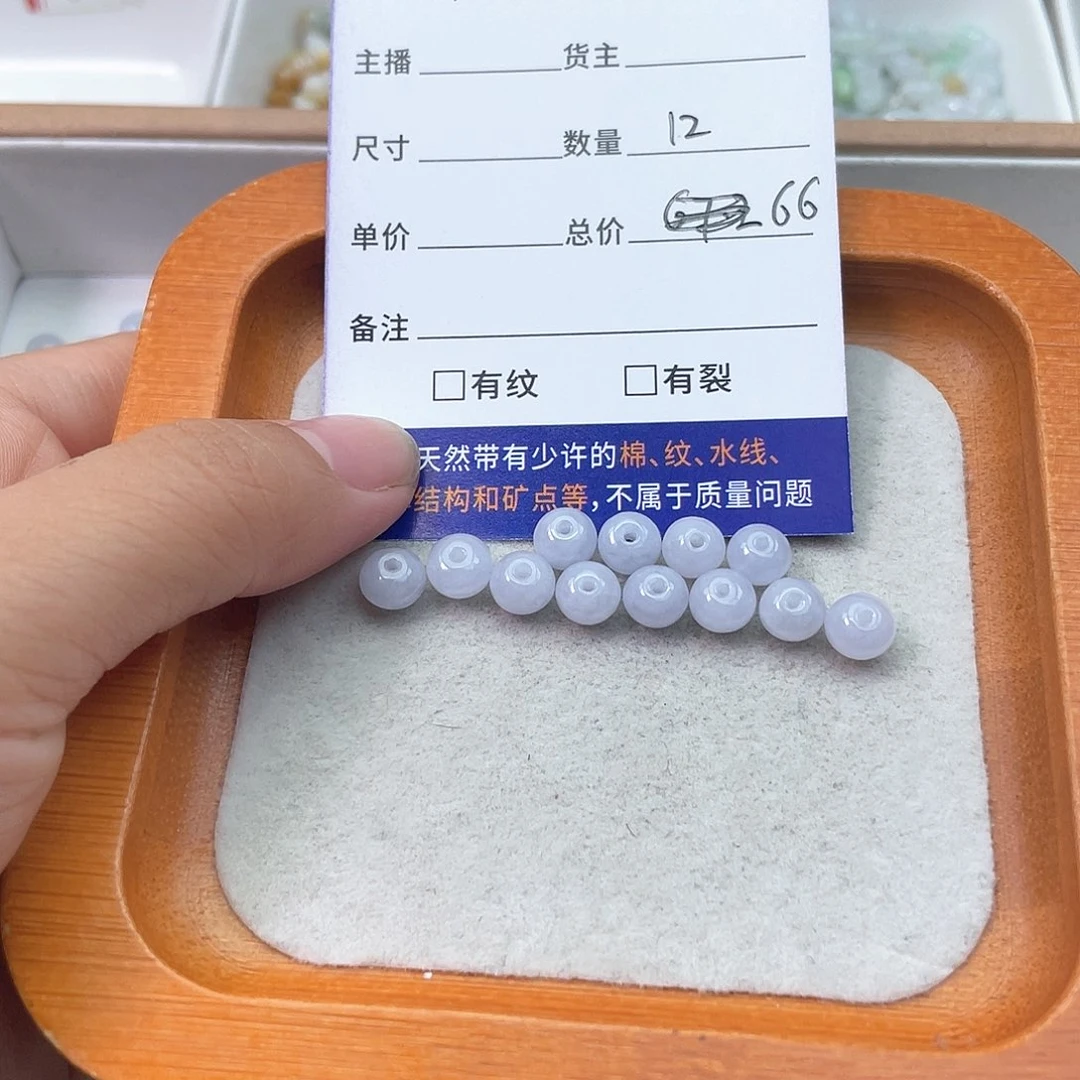 主播 货主
尺寸 数量 12
单价 总价 66
备注
□有纹 □有裂
天然带有少许的棉、纹、水线、
结构和矿点等,不属于质量问题